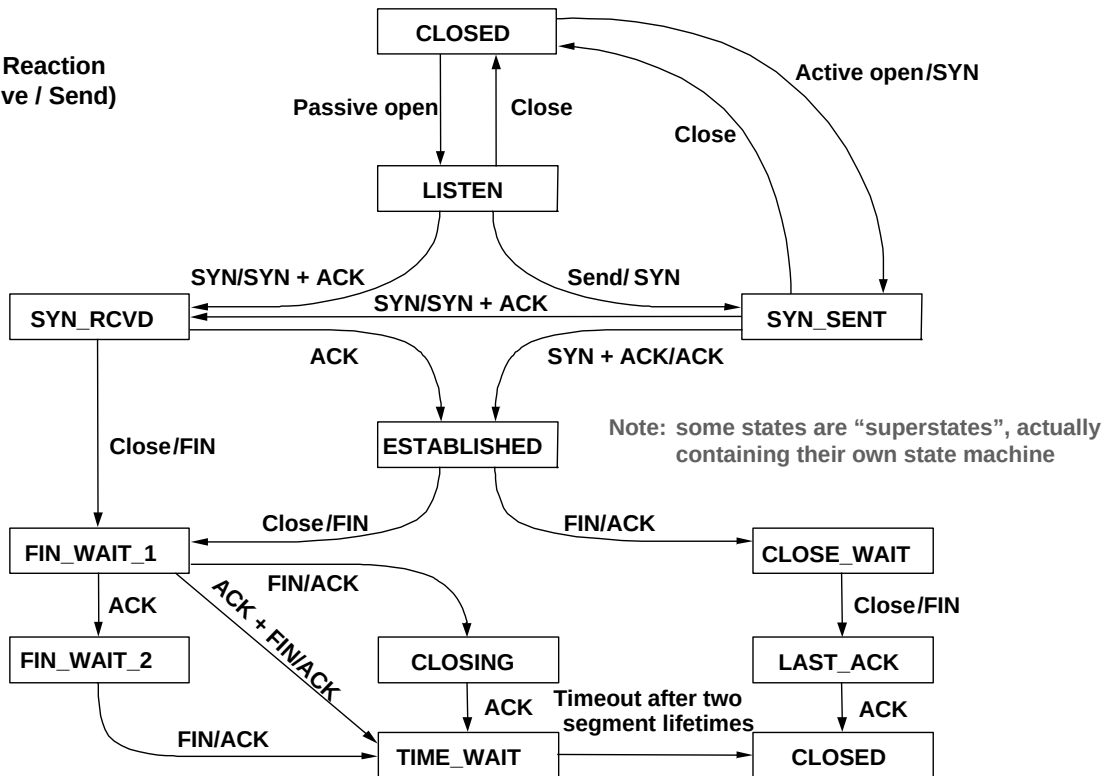 CLOSED
Reaction
ve / Send)
Active open/SYN
Passive open
Close
Close
LISTEN
SYN/SYN + ACK
Send/ SYN
SYN/SYN + ACK
SYN_RCVD
SYN_SENT
ACK
SYN + ACK/ACK
Note: some states are “superstates”, actually
containing their own state machine
Close/FIN
ESTABLISHED
Close/FIN
FIN/ACK
FIN_WAIT_1
CLOSE_WAIT
FIN/ACK
ACK
ACK + FIN/ACK
Close/FIN
FIN_WAIT_2
CLOSING
LAST_ACK
ACK
Timeout after two
segment lifetimes
ACK
FIN/ACK
TIME_WAIT
CLOSED